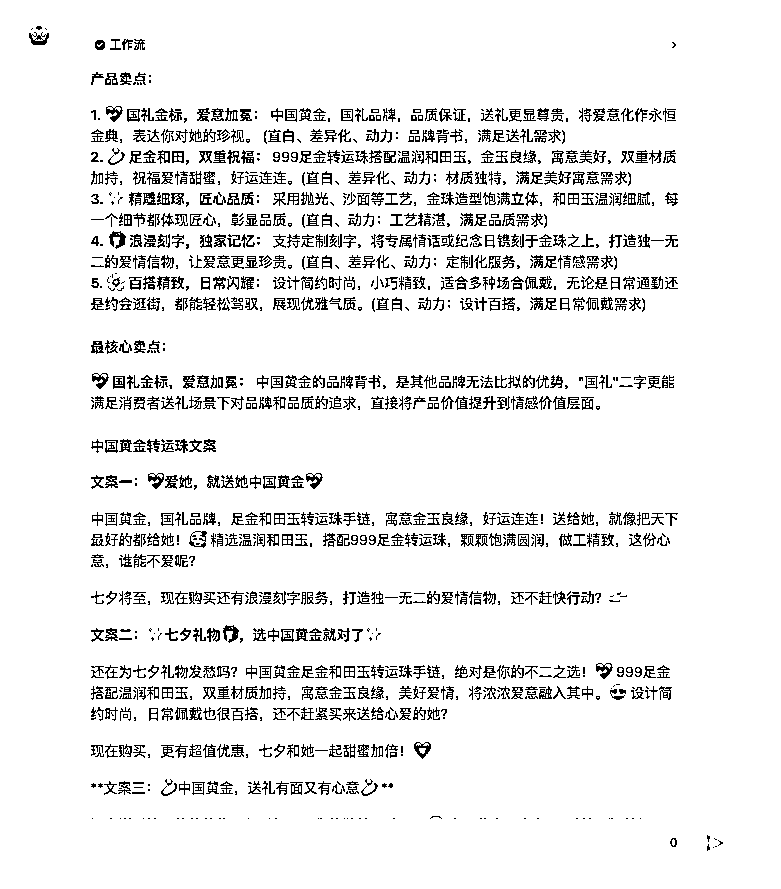 工作流
产品卖点：
1. 💝 国礼金标，爱意加冕： 中国黄金，国礼品牌，品质保证，送礼更显尊贵，将爱意化作永恒
金典，表达你对她的珍视。 (直白、差异化、动力：品牌背书，满足送礼需求)
2. 💍 足金和田，双重祝福： 999足金转运珠搭配温润和田玉，金玉良缘，寓意美好，双重材质
加持，祝福爱情甜蜜，好运连连。(直白、差异化、动力：材质独特，满足美好寓意需求)
3. ✨ 精雕细琢，匠心品质： 采用抛光、沙面等工艺，金珠造型饱满立体，和田玉温润细腻，每
一个细节都体现匠心，彰显品质。(直白、差异化、动力：工艺精湛，满足品质需求)
4. 🎁 浪漫刻字，独家记忆： 支持定制刻字，将专属情话或纪念日镌刻于金珠之上，打造独一无
二的爱情信物，让爱意更显珍贵。(直白、差异化、动力：定制化服务，满足情感需求)
5. 百搭精致，日常闪耀： 设计简约时尚，小巧精致，适合多种场合佩戴，无论是日常通勤还
是约会逛街，都能轻松驾驭，展现优雅气质。(直白、动力：设计百搭，满足日常佩戴需求)
最核心卖点：
💝 国礼金标，爱意加冕： 中国黄金的品牌背书，是其他品牌无法比拟的优势，"国礼"二字更能
满足消费者送礼场景下对品牌和品质的追求，直接将产品价值提升到情感价值层面。
中国黄金转运珠文案
文案一：💝爱她，就送她中国黄金💝
中国黄金，国礼品牌，足金和田玉转运珠手链，寓意金玉良缘，好运连连！送给她，就像把天下
最好的都给她！🥰 精选温润和田玉，搭配999足金转运珠，颗颗饱满圆润，做工精致，这份心
意，谁能不爱呢？
七夕将至，现在购买还有浪漫刻字服务，打造独一无二的爱情信物，还不赶快行动？👉
文案二：✨七夕礼物🎁，选中国黄金就对了✨
还在为七夕礼物发愁吗？中国黄金足金和田玉转运珠手链，绝对是你的不二之选！💝 999足金
搭配温润和田玉，双重材质加持，寓意金玉良缘，美好爱情，将浓浓爱意融入其中。😎 设计简
约时尚，日常佩戴也很百搭，还不赶紧买来送给心爱的她？
现在购买，更有超值优惠，七夕和她一起甜蜜加倍！💖
**文案三：💍中国黄金，送礼有面又有心意💍**
0